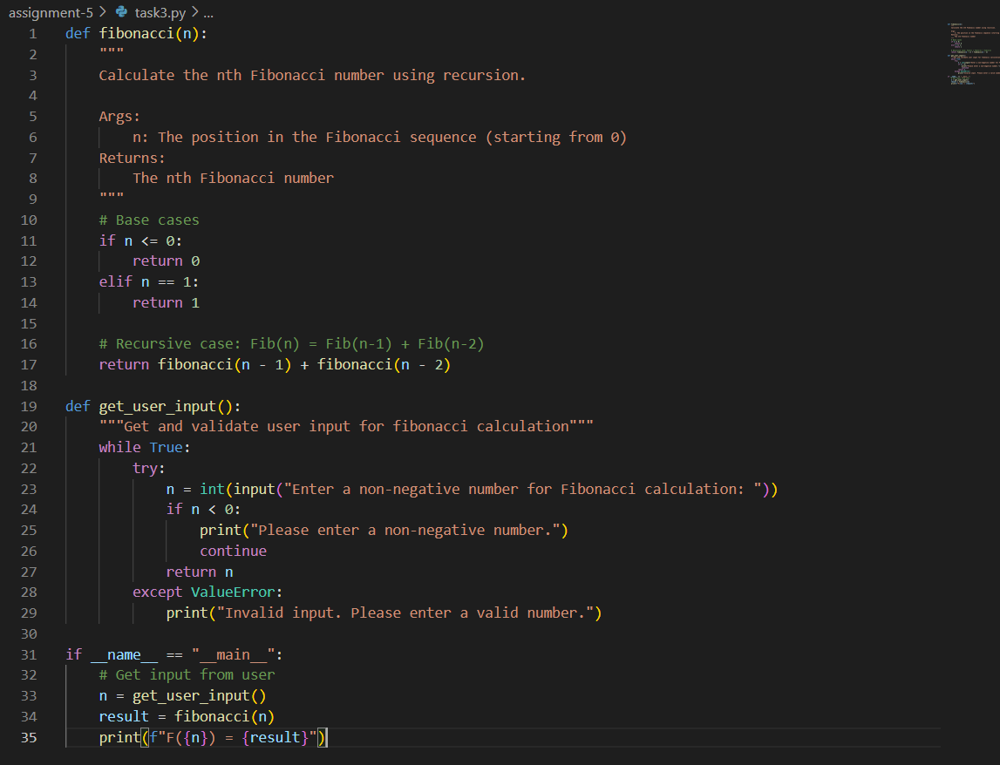 assignment-5 > task3.py > ...
1 def fibonacci(n):
2     """
3     Calculate the nth Fibonacci number using recursion.
4
5     Args:
6         n: The position in the Fibonacci sequence (starting from 0)
7     Returns:
8         The nth Fibonacci number
9     """
10     # Base cases
11     if n <= 0:
12         return 0
13     elif n == 1:
14         return 1
15
16     # Recursive case: Fib(n) = Fib(n-1) + Fib(n-2)
17     return fibonacci(n - 1) + fibonacci(n - 2)
18
19 def get_user_input():
20     """Get and validate user input for fibonacci calculation"""
21     while True:
22         try:
23             n = int(input("Enter a non-negative number for Fibonacci calculation: "))
24             if n < 0:
25                 print("Please enter a non-negative number.")
26                 continue
27             return n
28         except ValueError:
29             print("Invalid input. Please enter a valid number.")
30
31 if __name__ == "__main__":
32     # Get input from user
33     n = get_user_input()
34     result = fibonacci(n)
35     print(f"F({n}) = {result}")